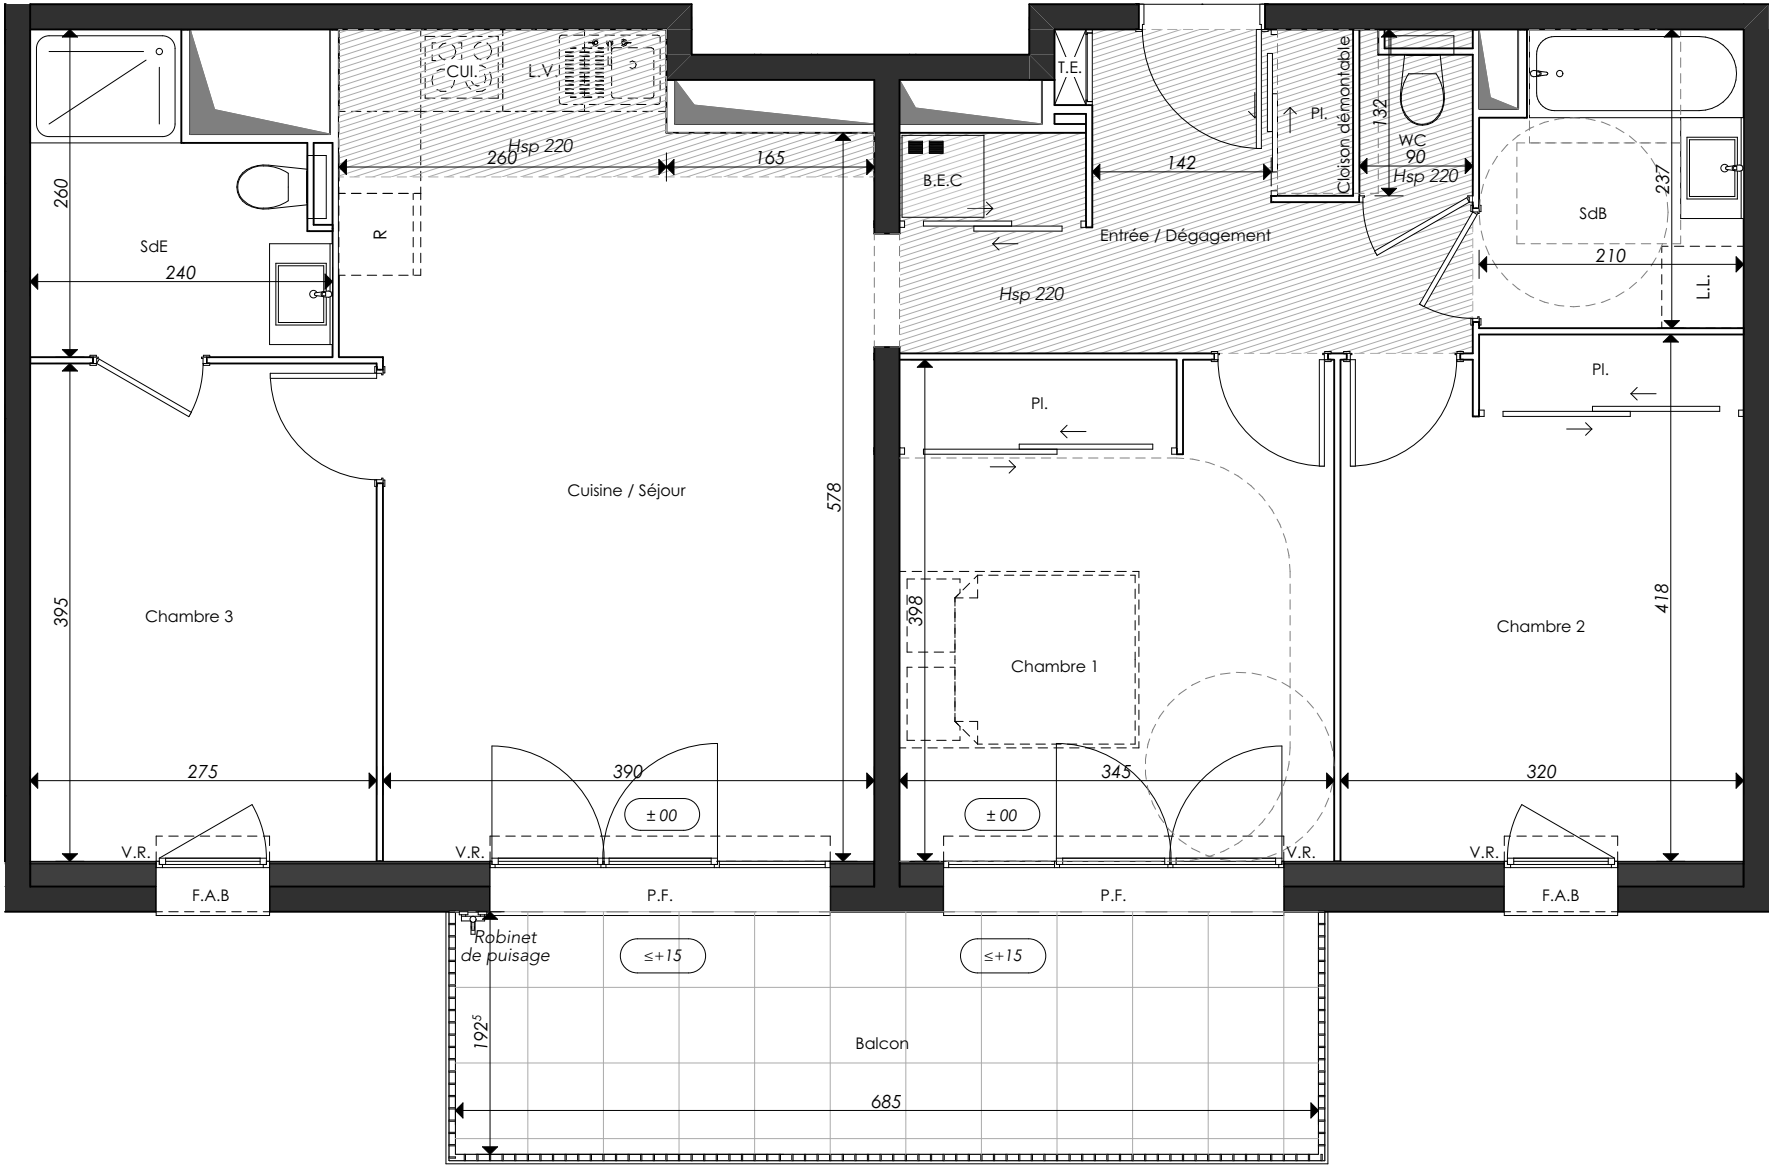 CUI.
L.V.
T.E.
Pl.
Cloison démontable
132
WC
90
Hsp 220
Hsp 220
260
165
142
B.E.C
260
SdE
240
R
Entrée / Dégagement
Hsp 220
237
SdB
210
L.L.
Pl.
Pl.
Cuisine / Séjour
578
395
Chambre 3
398
Chambre 1
418
Chambre 2
275
390
345
320
± 00
± 00
V.R.
V.R.
V.R.
V.R.
F.A.B
P.F.
P.F.
F.A.B
Robinet
de puisage
≤+15
≤+15
192⁵
Balcon
685